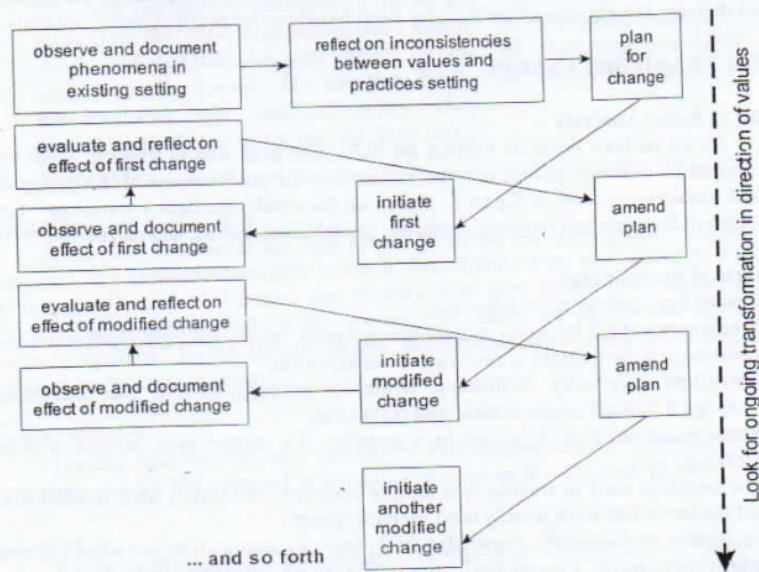 observe and document
phenomena in
existing setting
reflect on inconsistencies
between values and
practices setting
plan
for
change
evaluate and reflect on
effect of first change
observe and document
effect of first change
initiate
first
change
amend
plan
evaluate and reflect on
effect of modified change
observe and document
effect of modified change
initiate
modified
change
amend
plan
initiate
another
modified
change
... and so forth
Look for ongoing transformation in direction of values